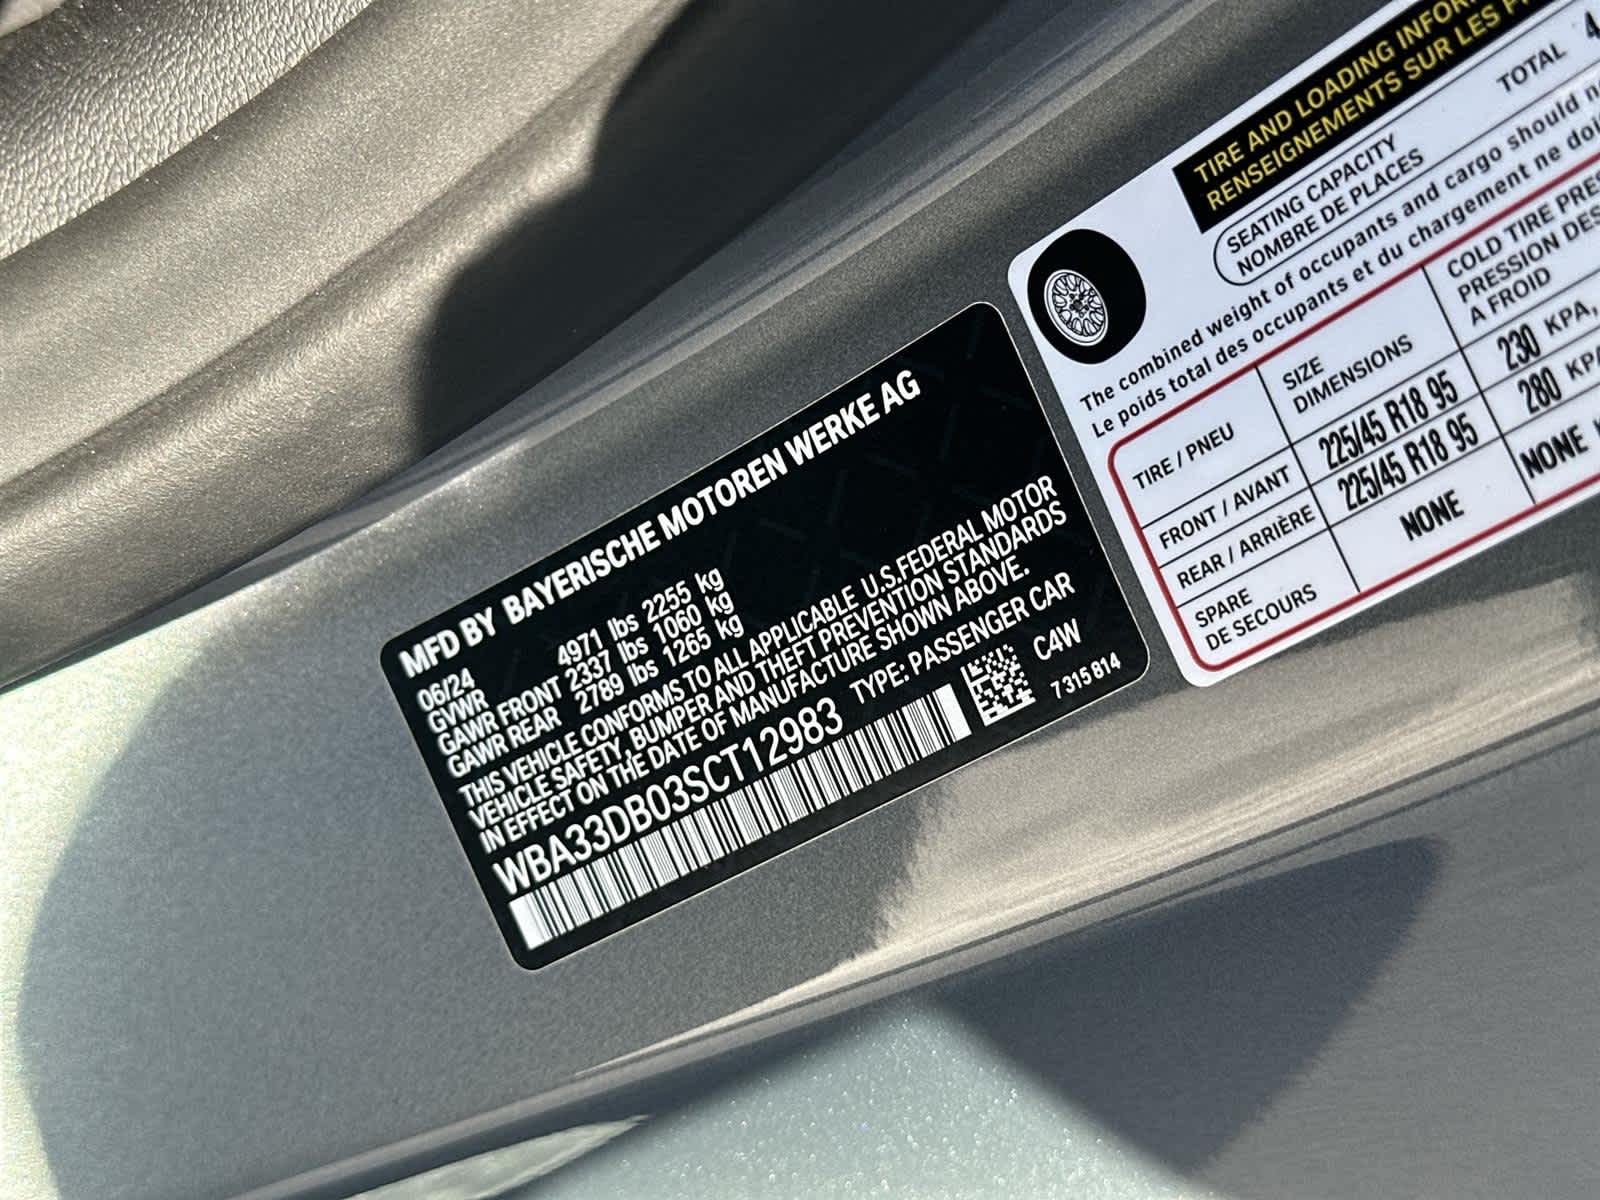 MFD BY BAYERISCHE MOTOREN WERKE AG
06/24
GVWR 4971 lbs 2255 kg
GAWR FRONT 2337 lbs 1060 kg
GAWR REAR 2789 lbs 1265 kg
THIS VEHICLE CONFORMS TO ALL APPLICABLE U.S.FEDERAL MOTOR
VEHICLE SAFETY, BUMPER AND THEFT PREVENTION STANDARDS
IN EFFECT ON THE DATE OF MANUFACTURE SHOWN ABOVE.
WBA33DB03SCT12983 TYPE: PASSENGER CAR
C4W
7 315 814
TIRE AND LOADING
RENSEIGNEMENTS SUR LES
SEATING CAPACITY
NOMBRE DE PLACES
TOTAL 4
The combined weight of occupants and cargo should
Le poids total des occupants et du chargement ne
TIRE / PNEU
SIZE
DIMENSIONS
COLD TIRE
PRESSION DES
A FROID
FRONT / AVANT 225/45 R18 95 230 KPA,
REAR / ARRIÈRE 225/45 R18 95 280 KPA
SPARE
DE SECOURS
NONE NONE